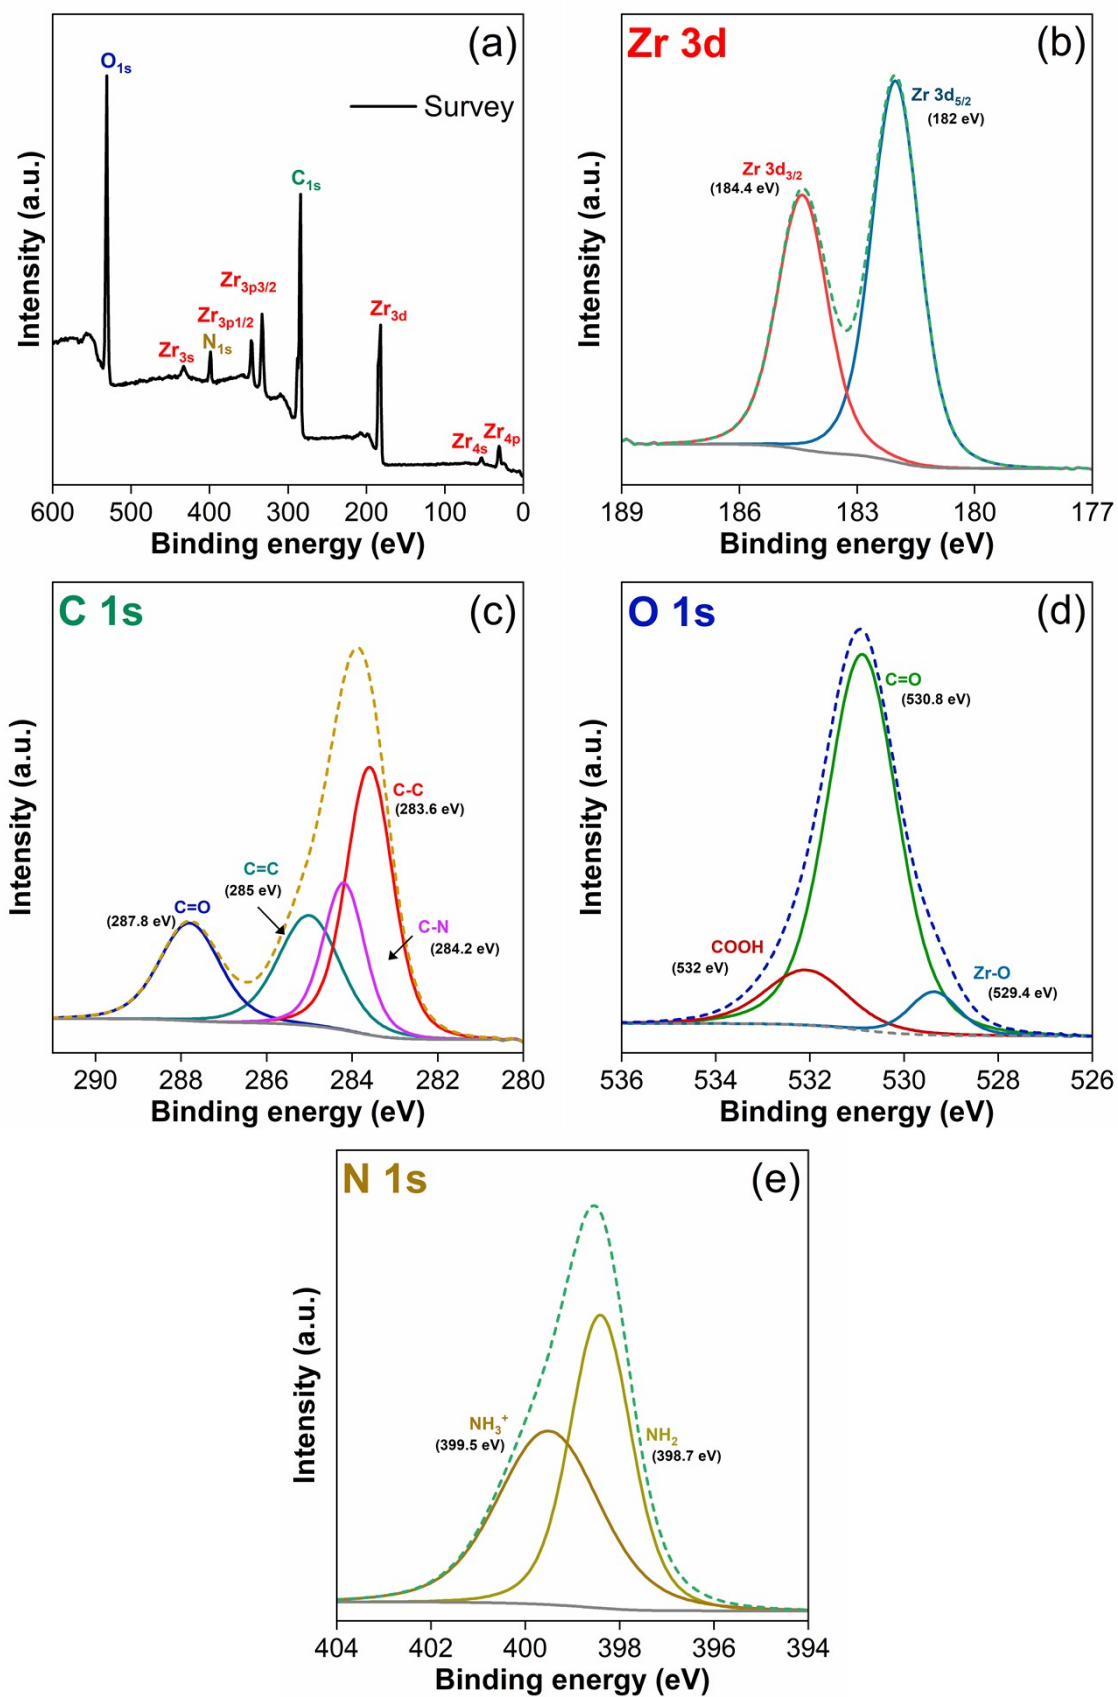 (a)
O1s
Survey
C1s
Zr3p3/2
Zr3p1/2
N1s
Zr3s
Zr3d
Zr4s
Zr4p
Intensity (a.u.)
600 500 400 300 200 100 0
Binding energy (eV)
Zr 3d
(b)
Zr 3d5/2
(182 eV)
Zr 3d3/2
(184.4 eV)
Intensity (a.u.)
189 186 183 180 177
Binding energy (eV)
C 1s
(c)
C-C
(283.6 eV)
C=C
(285 eV)
C=O
(287.8 eV)
C-N
(284.2 eV)
Intensity (a.u.)
290 288 286 284 282 280
Binding energy (eV)
O 1s
(d)
C=O
(530.8 eV)
COOH
(532 eV)
Zr-O
(529.4 eV)
Intensity (a.u.)
536 534 532 530 528 526
Binding energy (eV)
N 1s
(e)
NH3+
(399.5 eV)
NH2
(398.7 eV)
Intensity (a.u.)
404 402 400 398 396 394
Binding energy (eV)